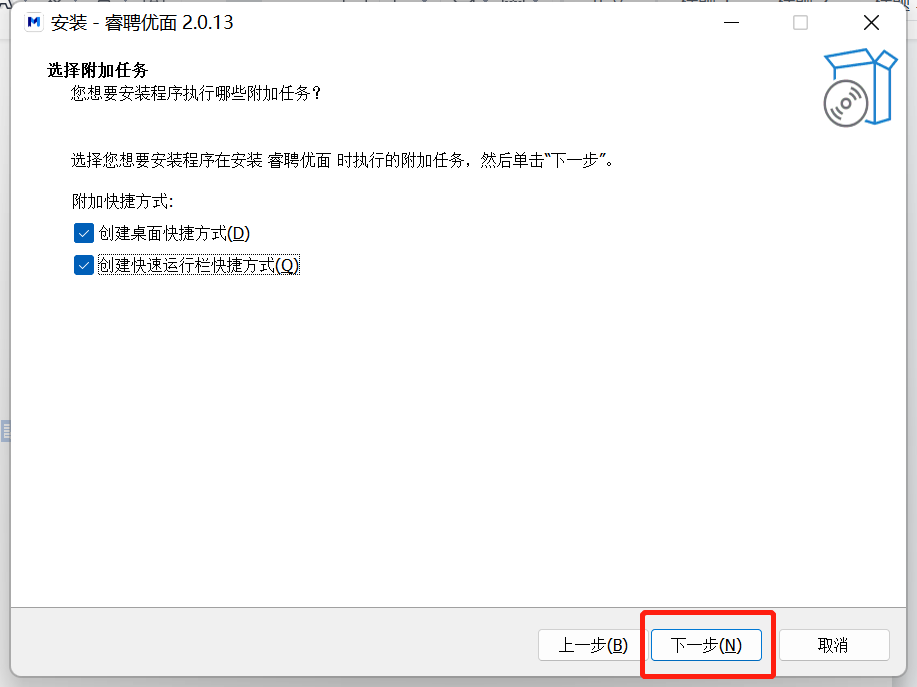 安装 - 睿聘优面 2.0.13
选择附加任务
您想要安装程序执行哪些附加任务？
选择您想要安装程序在安装 睿聘优面 时执行的附加任务，然后单击“下一步”。
附加快捷方式:
创建桌面快捷方式(D)
创建快速运行栏快捷方式(Q)
上一步(B)
下一步(N)
取消